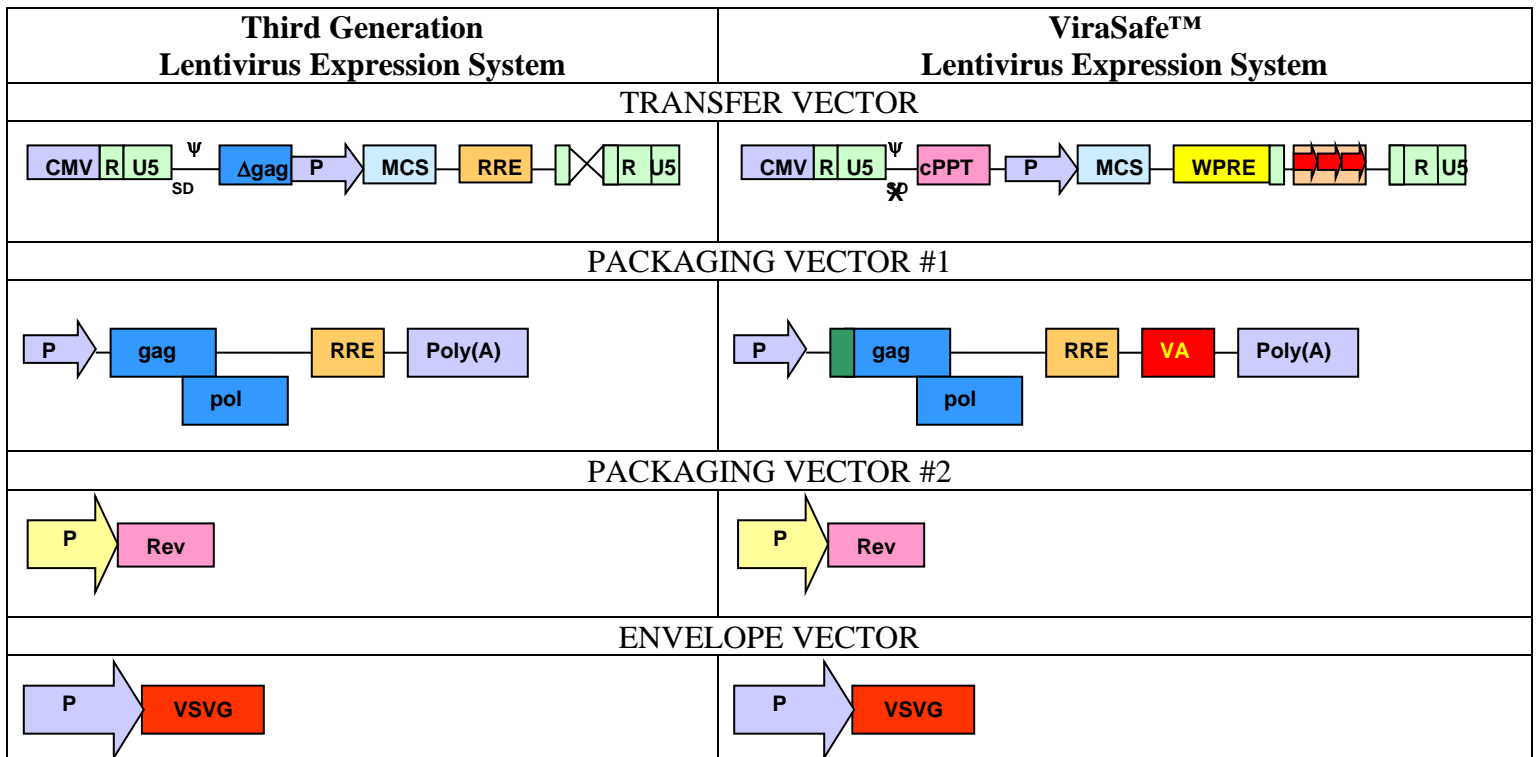 Third Generation
Lentivirus Expression System
ViraSafe™
Lentivirus Expression System
TRANSFER VECTOR
CMV R U5 ψ SD Δgag P MCS RRE R U5
CMV R U5 ψ SD X cPPT P MCS WPRE R U5
PACKAGING VECTOR #1
P gag RRE Poly(A)
pol
P gag RRE VA Poly(A)
pol
PACKAGING VECTOR #2
P Rev
P Rev
ENVELOPE VECTOR
P VSVG
P VSVG